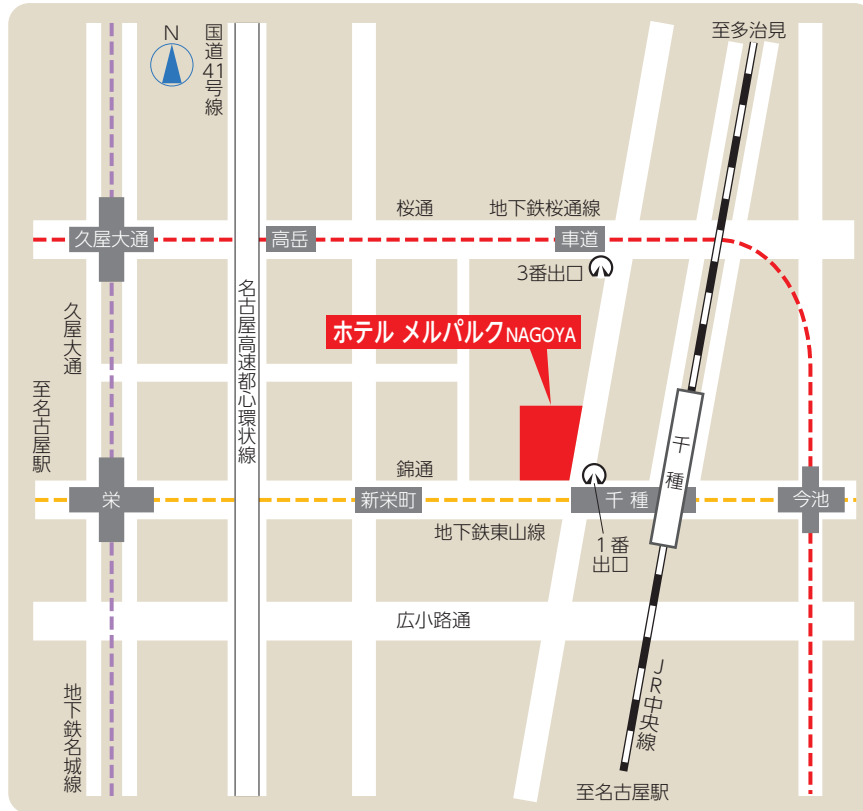 至多治見
N
国道41号線
桜通
地下鉄桜通線
久屋大通
高岳
車道
3番出口
久屋大通
名古屋高速都心環状線
ホテル メルパルクNAGOYA
至名古屋駅
千種
錦通
栄
新栄町
千種
今池
地下鉄東山線
1番
出口
広小路通
地下鉄名城線
JR中央線
至名古屋駅